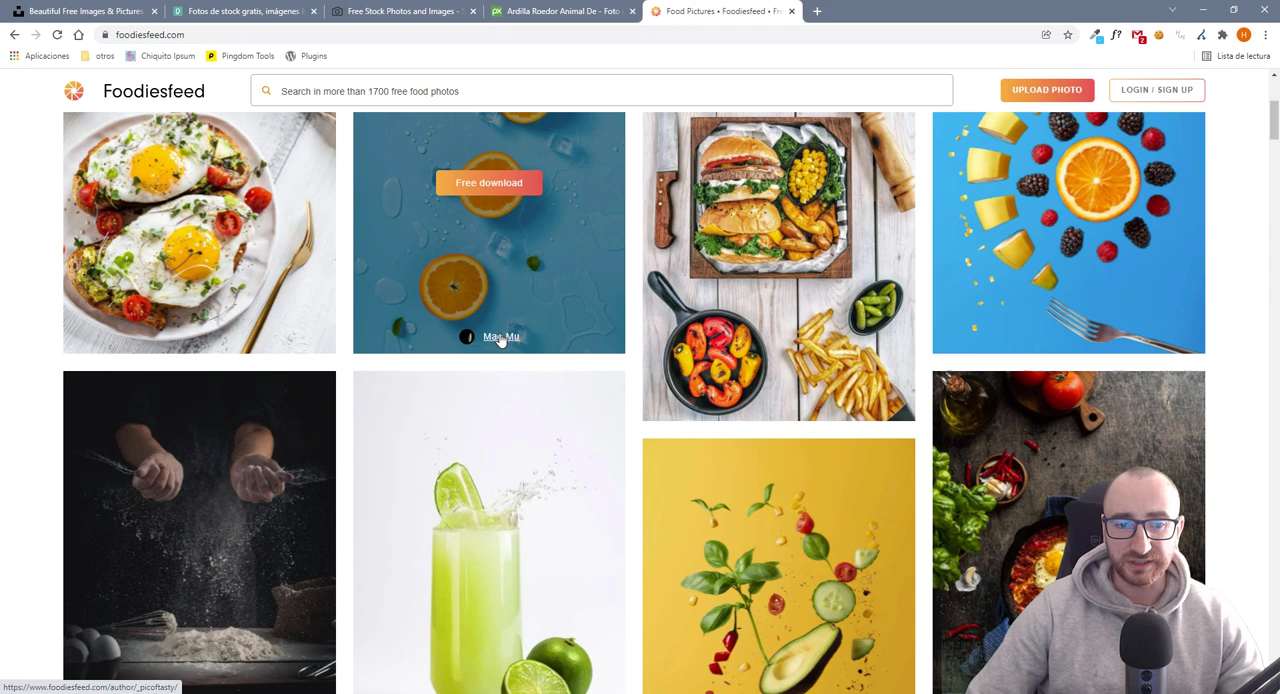 Beautiful Free Images & Pictures
Fotos de stock gratis, imágenes
Free Stock Photos and Images - S
Ardilla Roedor Animal De - Foto
Food Pictures • Foodiesfeed • Fr
foodiesfeed.com
Aplicaciones
otros
Chiquito Ipsum
Pingdom Tools
Plugins
Lista de lectura
Foodiesfeed
Search in more than 1700 free food photos
UPLOAD PHOTO
LOGIN / SIGN UP
Free download
https://www.foodiesfeed.com/author/_picoftasty/